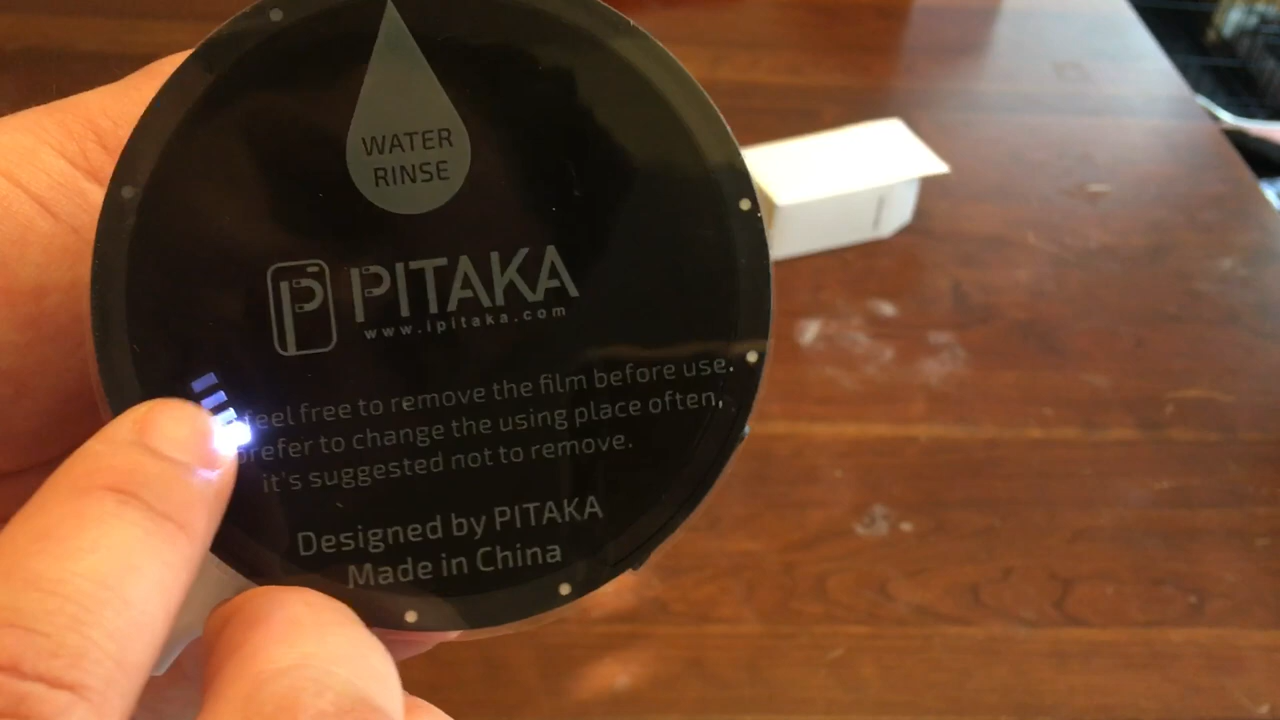 WATER
RINSE
PITAKA
www.ipitaka.com
feel free to remove the film before use.
prefer to change the using place often,
it's suggested not to remove.
Designed by PITAKA
Made in China